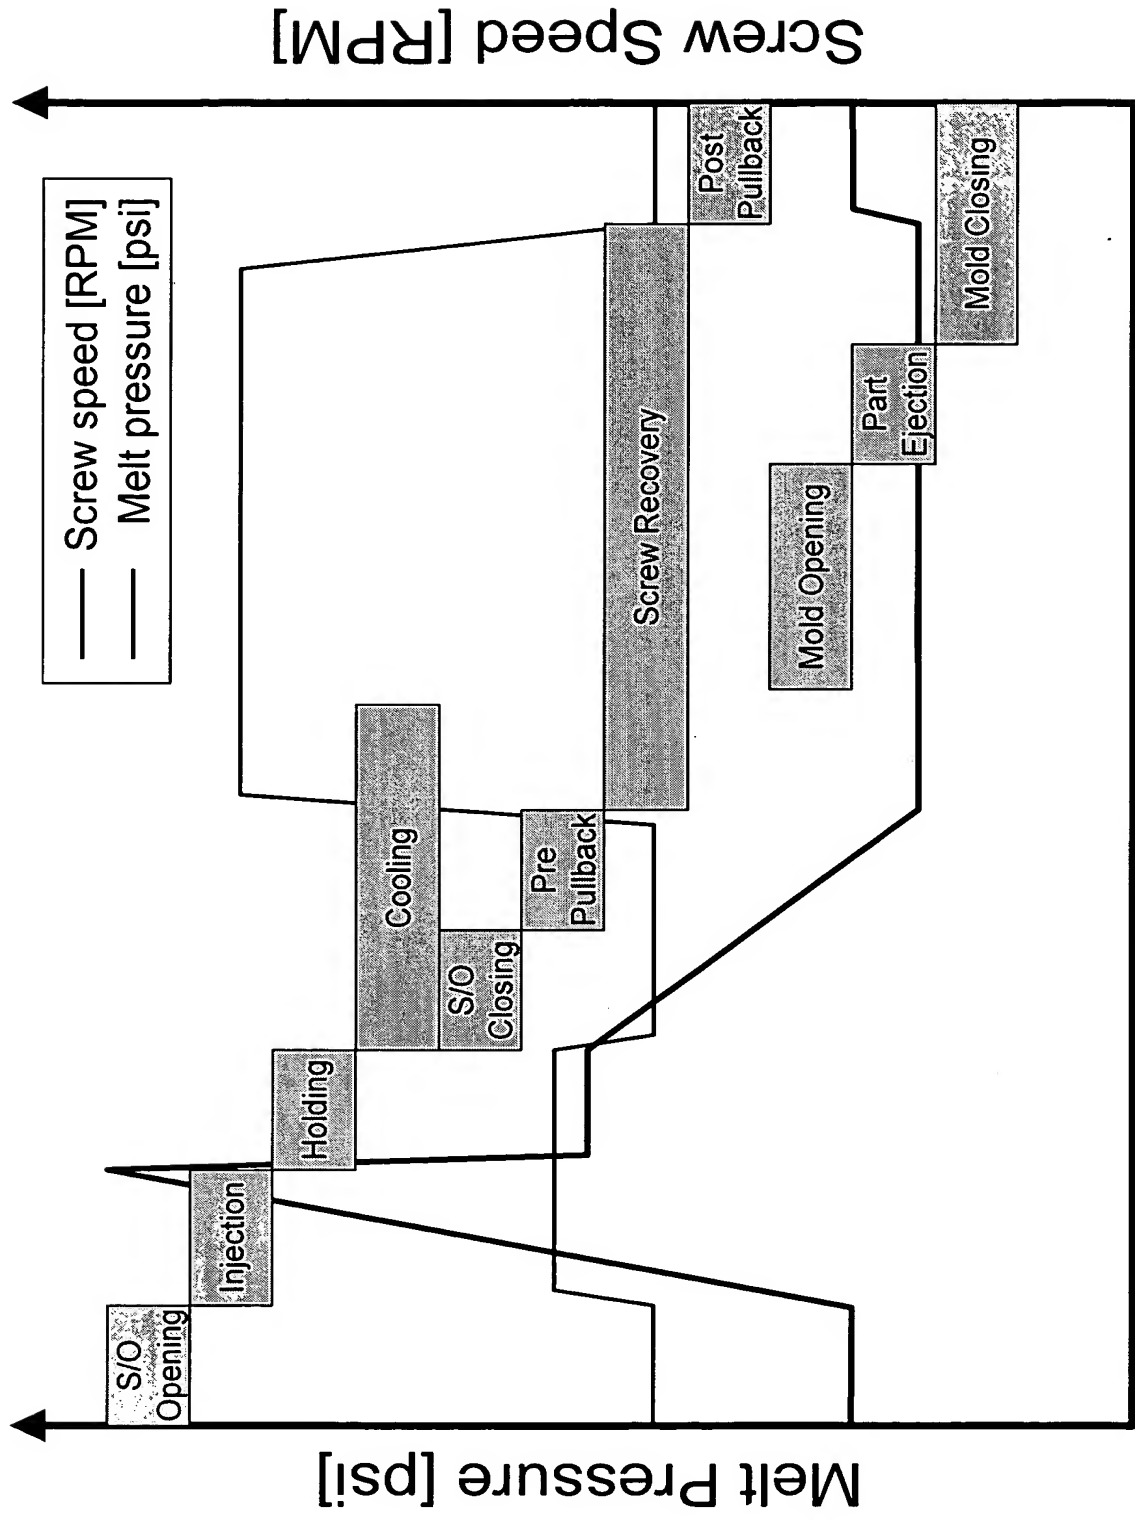 Screw speed [RPM]
Melt pressure [psi]
Melt Pressure [psi]
Screw Speed [RPM]
S/O
Opening
Injection
Holding
Cooling
S/O
Closing
Pre
Pullback
Screw Recovery
Post
Pullback
Mold Opening
Part
Ejection
Mold Closing